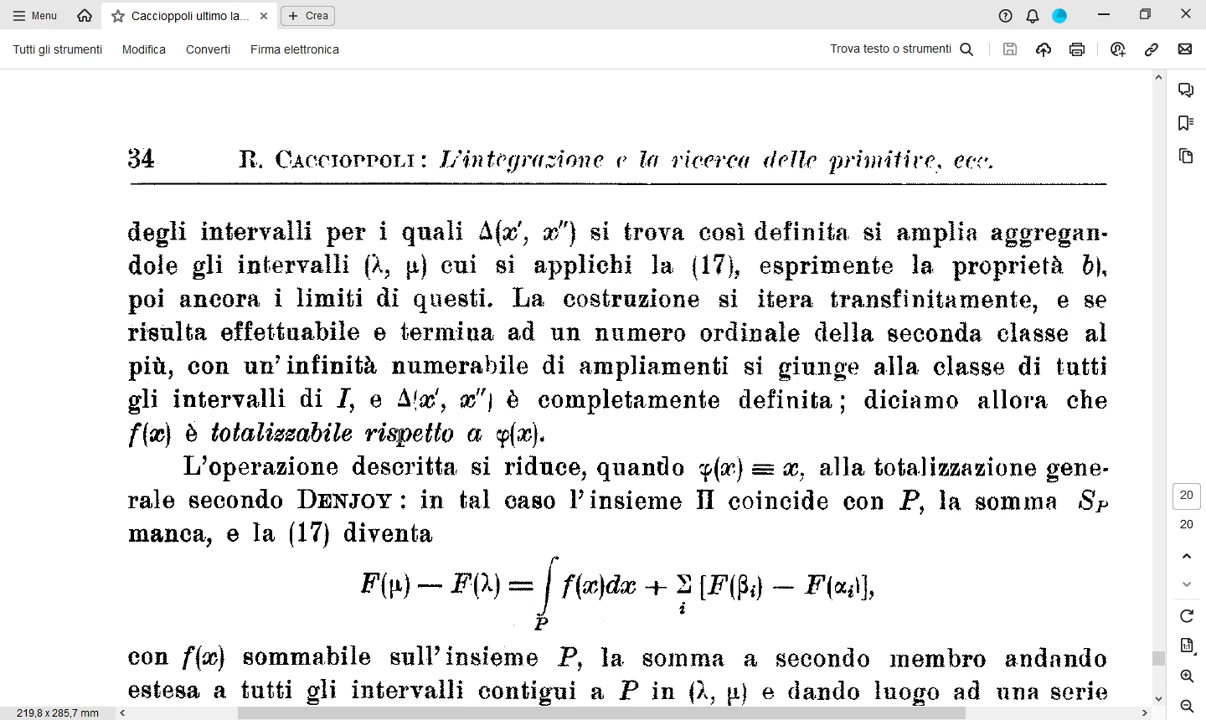 Menu
Caccioppoli ultimo la...
Crea
Tutti gli strumenti Modifica Converti Firma elettronica Trova testo o strumenti
34 R. CACCIOPPOLI: L'integrazione e la ricerca delle primitive, ecc.
degli intervalli per i quali Δ(x′, x″) si trova così definita si amplia aggregan-
dole gli intervalli (λ, μ) cui si applichi la (17), esprimente la proprietà b),
poi ancora i limiti di questi. La costruzione si itera transfinitamente, e se
risulta effettuabile e termina ad un numero ordinale della seconda classe al
più, con un' infinità numerabile di ampliamenti si giunge alla classe di tutti
gli intervalli di I, e Δ(x′, x″) è completamente definita; diciamo allora che
f(x) è totalizzabile rispetto a φ(x).
L'operazione descritta si riduce, quando φ(x) ≡ x, alla totalizzazione gene-
rale secondo DENJOY: in tal caso l'insieme Π coincide con P, la somma S_P
manca, e la (17) diventa
F(μ) — F(λ) = ∫_P f(x)dx + Σ_i [F(β_i) — F(α_i)],
con f(x) sommabile sull'insieme P, la somma a secondo membro andando
estesa a tutti gli intervalli contigui a P in (λ, μ) e dando luogo ad una serie
20
20
219,8 x 285,7 mm